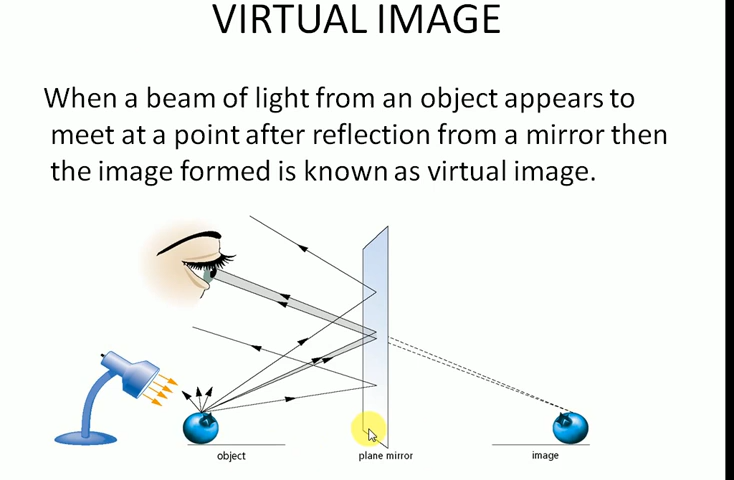 VIRTUAL IMAGE
When a beam of light from an object appears to
meet at a point after reflection from a mirror then
the image formed is known as virtual image.
object
plane mirror
image